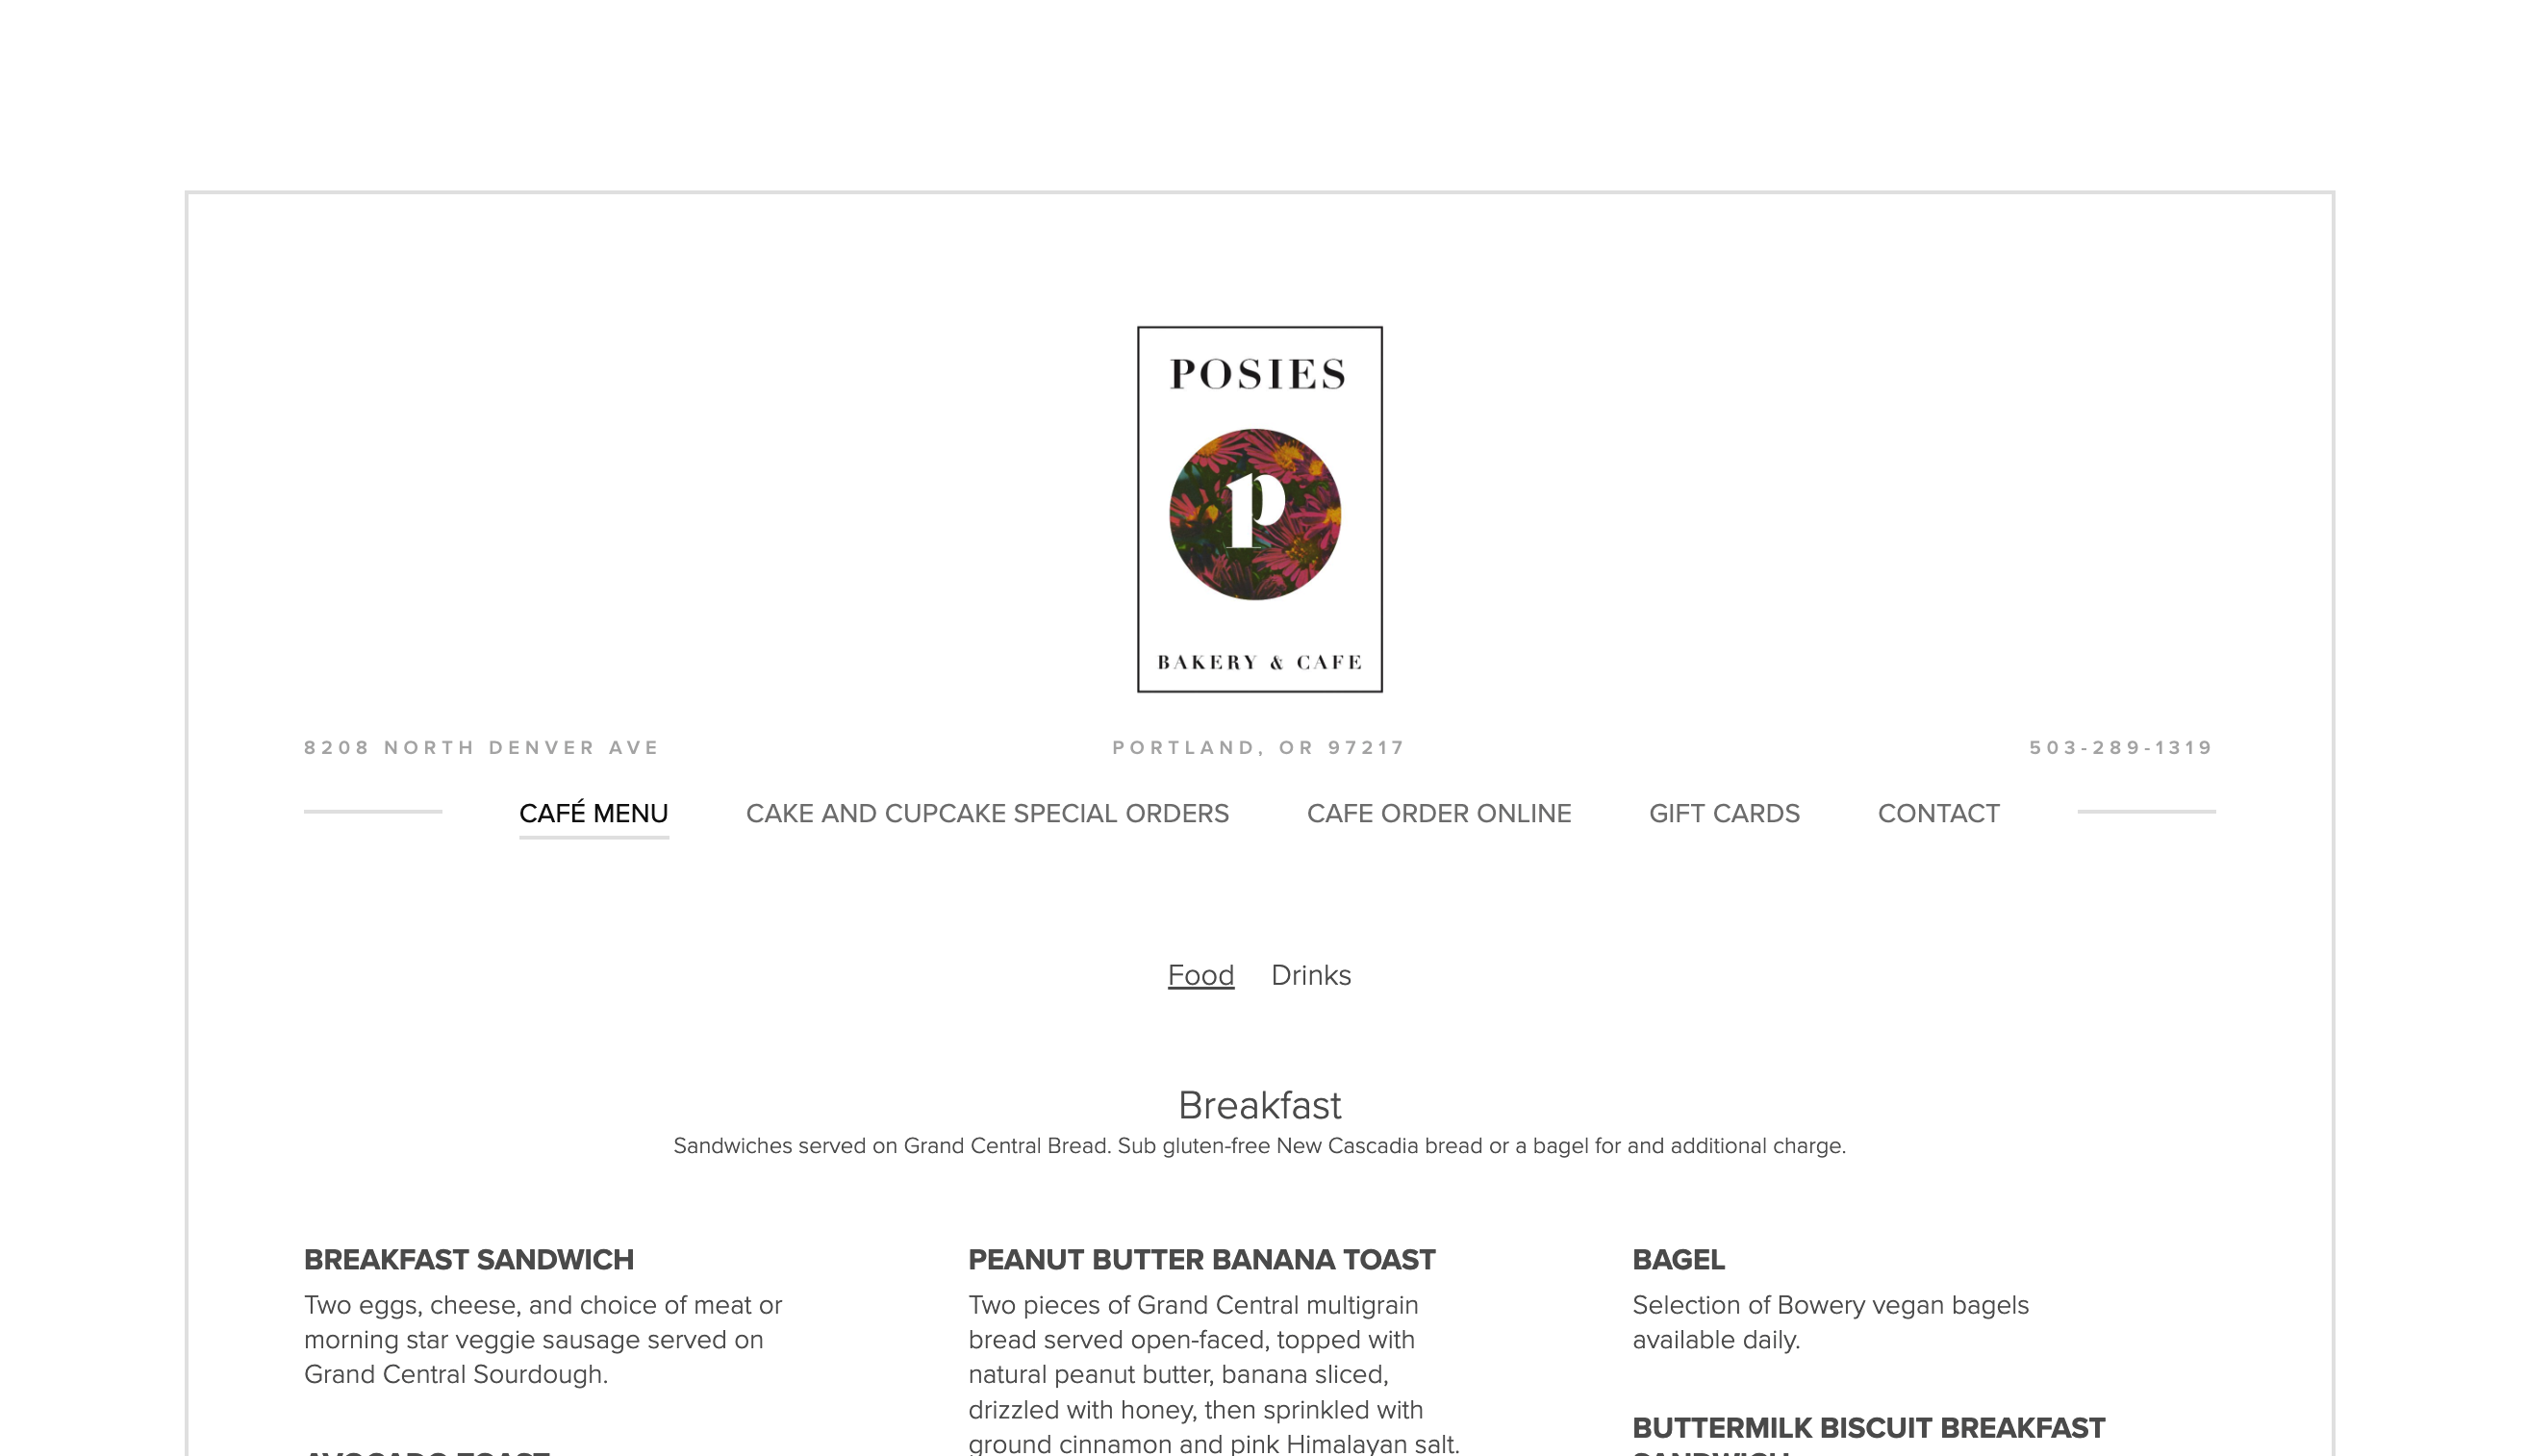 POSIES
p
BAKERY & CAFE
8208 NORTH DENVER AVE
PORTLAND, OR 97217
503-289-1319
CAFÉ MENU
CAKE AND CUPCAKE SPECIAL ORDERS
CAFE ORDER ONLINE
GIFT CARDS
CONTACT
Food
Drinks
Breakfast
Sandwiches served on Grand Central Bread. Sub gluten-free New Cascadia bread or a bagel for and additional charge.
BREAKFAST SANDWICH
Two eggs, cheese, and choice of meat or
morning star veggie sausage served on
Grand Central Sourdough.
AVOCADO TOAST
PEANUT BUTTER BANANA TOAST
Two pieces of Grand Central multigrain
bread served open-faced, topped with
natural peanut butter, banana sliced,
drizzled with honey, then sprinkled with
ground cinnamon and pink Himalayan salt.
BAGEL
Selection of Bowery vegan bagels
available daily.
BUTTERMILK BISCUIT BREAKFAST
SANDWICH